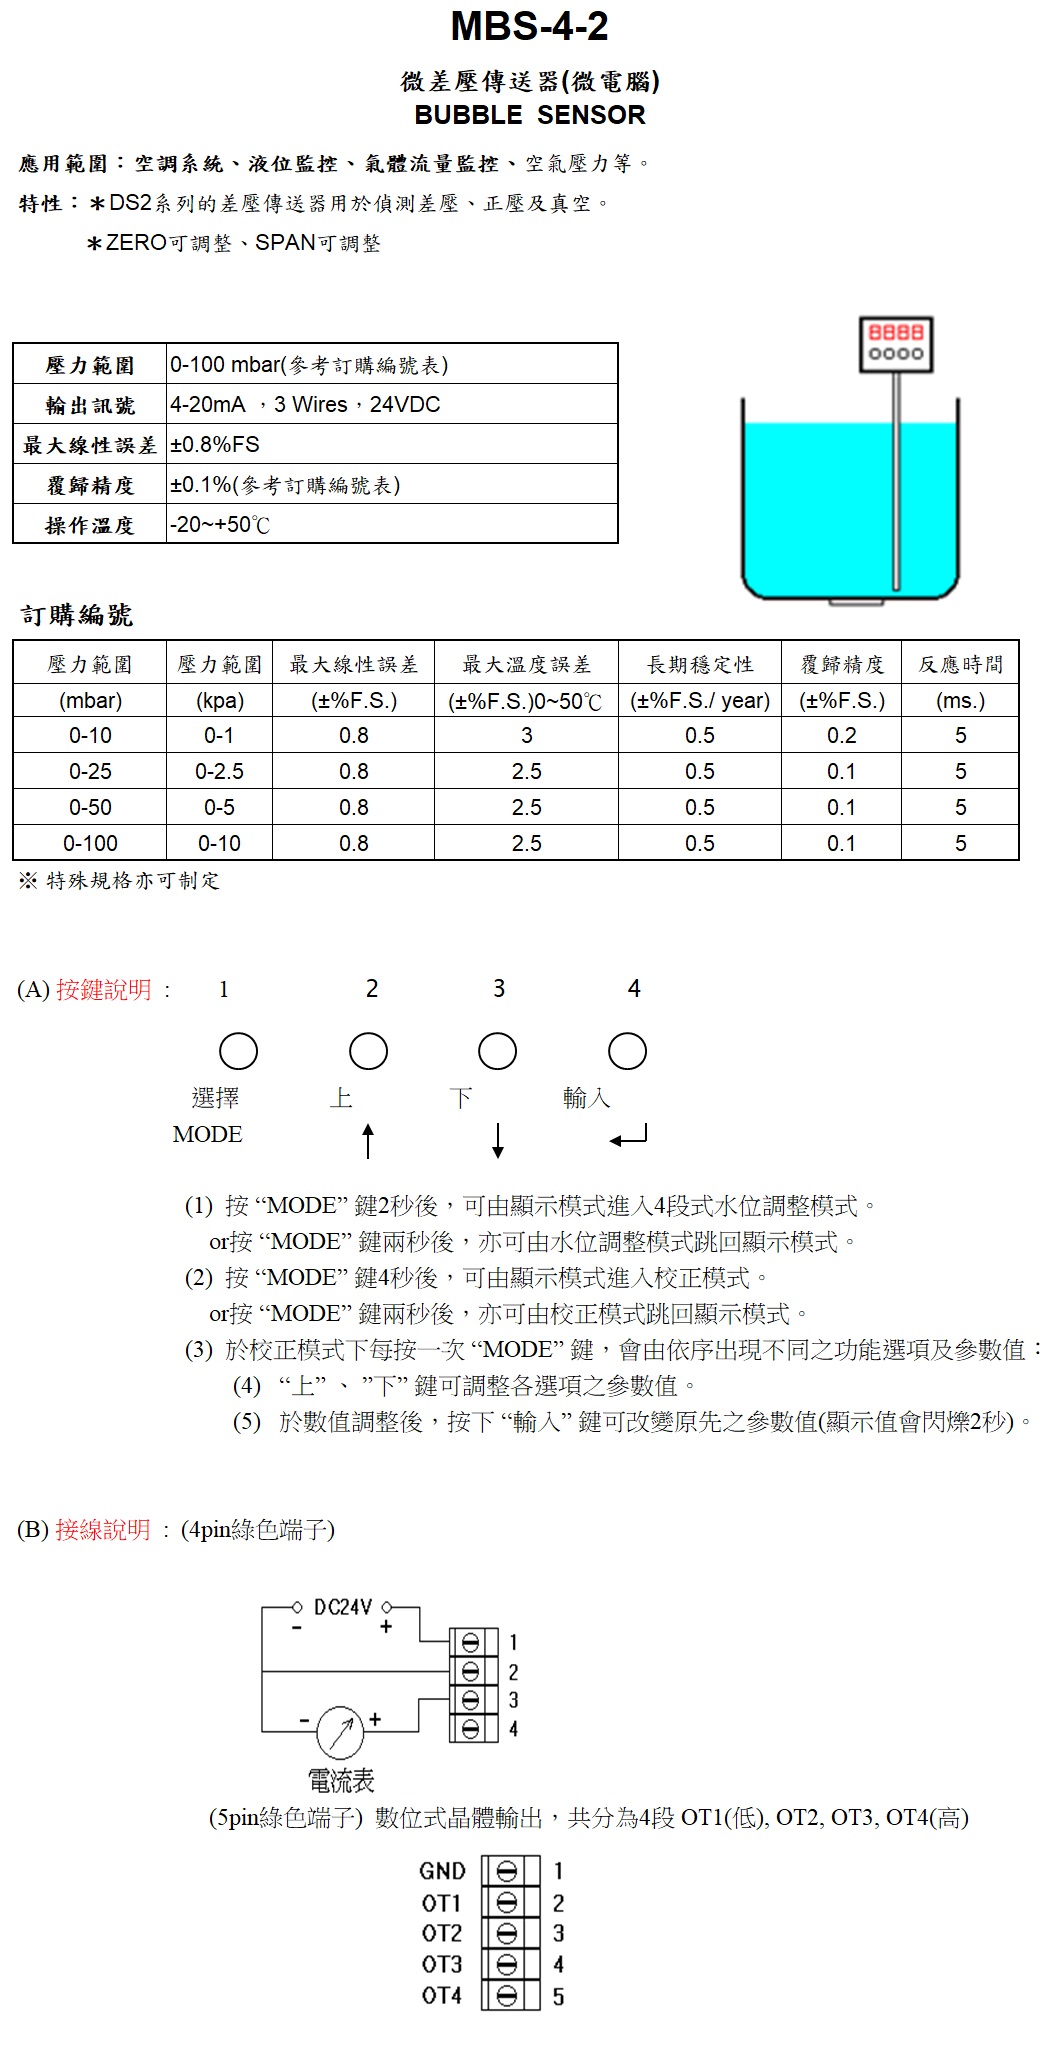 MBS-4-2
微差壓傳送器(微電腦)
BUBBLE SENSOR
應用範圍：空調系統、液位監控、氣體流量監控、空氣壓力等。
特性：＊DS2系列的差壓傳送器用於偵測差壓、正壓及真空。
＊ZERO可調整、SPAN可調整
8888
壓力範圍 0-100 mbar(參考訂購編號表)
輸出訊號 4-20mA ，3 Wires，24VDC
最大線性誤差 ±0.8%FS
覆歸精度 ±0.1%(參考訂購編號表)
操作溫度 -20~+50℃
訂購編號
壓力範圍 壓力範圍 最大線性誤差 最大溫度誤差 長期穩定性 覆歸精度 反應時間
(mbar) (kpa) (±%F.S.) (±%F.S.)0~50℃ (±%F.S./ year) (±%F.S.) (ms.)
0-10 0-1 0.8 3 0.5 0.2 5
0-25 0-2.5 0.8 2.5 0.5 0.1 5
0-50 0-5 0.8 2.5 0.5 0.1 5
0-100 0-10 0.8 2.5 0.5 0.1 5
※ 特殊規格亦可制定
(A) 按鍵說明 : 1 2 3 4
選擇 上 下 輸入
MODE
(1) 按 “MODE” 鍵2秒後，可由顯示模式進入4段式水位調整模式。
or按 “MODE” 鍵兩秒後，亦可由水位調整模式跳回顯示模式。
(2) 按 “MODE” 鍵4秒後，可由顯示模式進入校正模式。
or按 “MODE” 鍵兩秒後，亦可由校正模式跳回顯示模式。
(3) 於校正模式下每按一次 “MODE” 鍵，會由依序出現不同之功能選項及參數值：
(4) “上” 、 ”下” 鍵可調整各選項之參數值。
(5) 於數值調整後，按下 “輸入” 鍵可改變原先之參數值(顯示值會閃爍2秒)。
(B) 接線說明 : (4pin綠色端子)
DC24V
- +
1
2
3
4
- +
電流表
(5pin綠色端子) 數位式晶體輸出，共分為4段 OT1(低), OT2, OT3, OT4(高)
GND 1
OT1 2
OT2 3
OT3 4
OT4 5